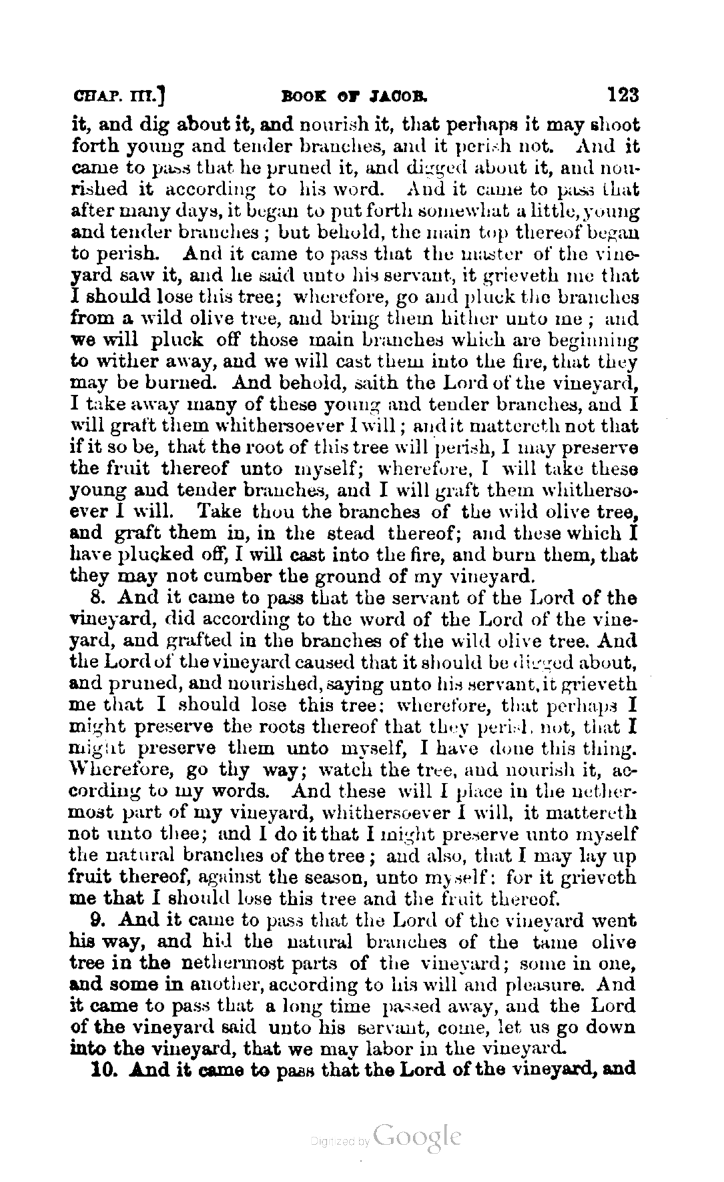 CHAP. III.] BOOK OF JACOB. 123
it, and dig about it, and nourish it, that perhaps it may shoot
forth young and tender branches, and it perish not. And it
came to pass that he pruned it, and digged about it, and nou-
rished it according to his word. And it came to pass that
after many days, it began to put forth somewhat a little, young
and tender branches; but behold, the main top thereof began
to perish. And it came to pass that the master of the vine-
yard saw it, and he said unto his servant, it grieveth me that
I should lose this tree; wherefore, go and pluck the branches
from a wild olive tree, and bring them hither unto me; and
we will pluck off those main branches which are beginning
to wither away, and we will cast them into the fire, that they
may be burned. And behold, saith the Lord of the vineyard,
I take away many of these young and tender branches, and I
will graft them whithersoever I will; and it mattereth not that
if it so be, that the root of this tree will perish, I may preserve
the fruit thereof unto myself; wherefore, I will take these
young and tender branches, and I will graft them whitherso-
ever I will. Take thou the branches of the wild olive tree,
and graft them in, in the stead thereof; and these which I
have plucked off, I will cast into the fire, and burn them, that
they may not cumber the ground of my vineyard.
8. And it came to pass that the servant of the Lord of the
vineyard, did according to the word of the Lord of the vine-
yard, and grafted in the branches of the wild olive tree. And
the Lord of the vineyard caused that it should be digged about,
and pruned, and nourished, saying unto his servant, it grieveth
me that I should lose this tree; wherefore, that perhaps I
might preserve the roots thereof that they perish not, that I
might preserve them unto myself, I have done this thing.
Wherefore, go thy way; watch the tree, and nourish it, ac-
cording to my words. And these will I place in the nether-
most part of my vineyard, whithersoever I will, it mattereth
not unto thee; and I do it that I might preserve unto myself
the natural branches of the tree; and also, that I may lay up
fruit thereof, against the season, unto myself: for it grieveth
me that I should lose this tree and the fruit thereof.
9. And it came to pass that the Lord of the vineyard went
his way, and hid the natural branches of the tame olive
tree in the nethermost parts of the vineyard; some in one,
and some in another, according to his will and pleasure. And
it came to pass that a long time passed away, and the Lord
of the vineyard said unto his servant, come, let us go down
into the vineyard, that we may labor in the vineyard.
10. And it came to pass that the Lord of the vineyard, and
Digitized by Google